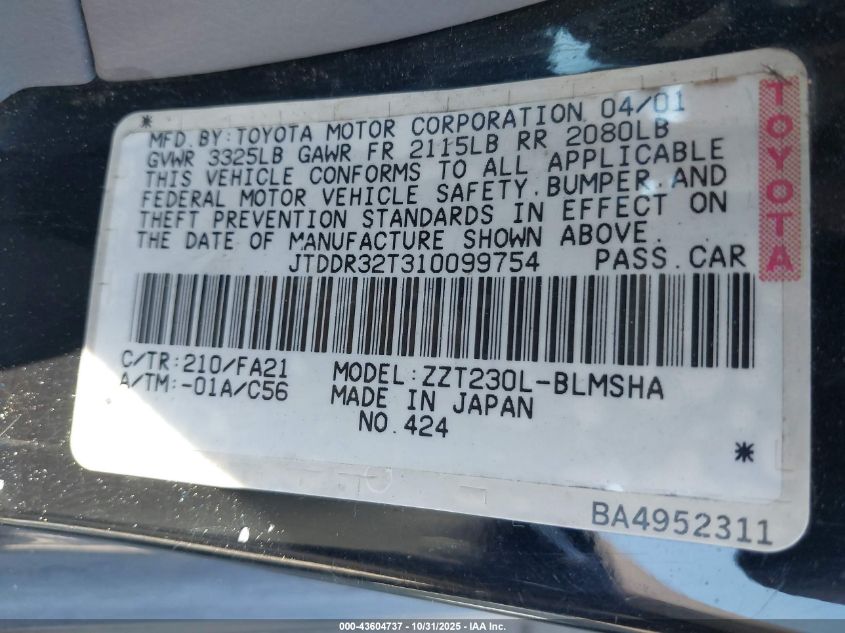 * MFD. BY: TOYOTA MOTOR CORPORATION 04/01
GVWR 3325LB GAWR FR 2115LB RR 2080LB
THIS VEHICLE CONFORMS TO ALL APPLICABLE
FEDERAL MOTOR VEHICLE SAFETY, BUMPER, AND
THEFT PREVENTION STANDARDS IN EFFECT ON
THE DATE OF MANUFACTURE SHOWN ABOVE.
JTDDR32T310099754 PASS. CAR
TOYOTA
C/TR: 210/FA21 MODEL: ZZT230L-BLMSHA
A/TM: -01A/C56 MADE IN JAPAN
NO. 424
*
BA4952311
000-43604737 - 10/31/2025 - IAA Inc.